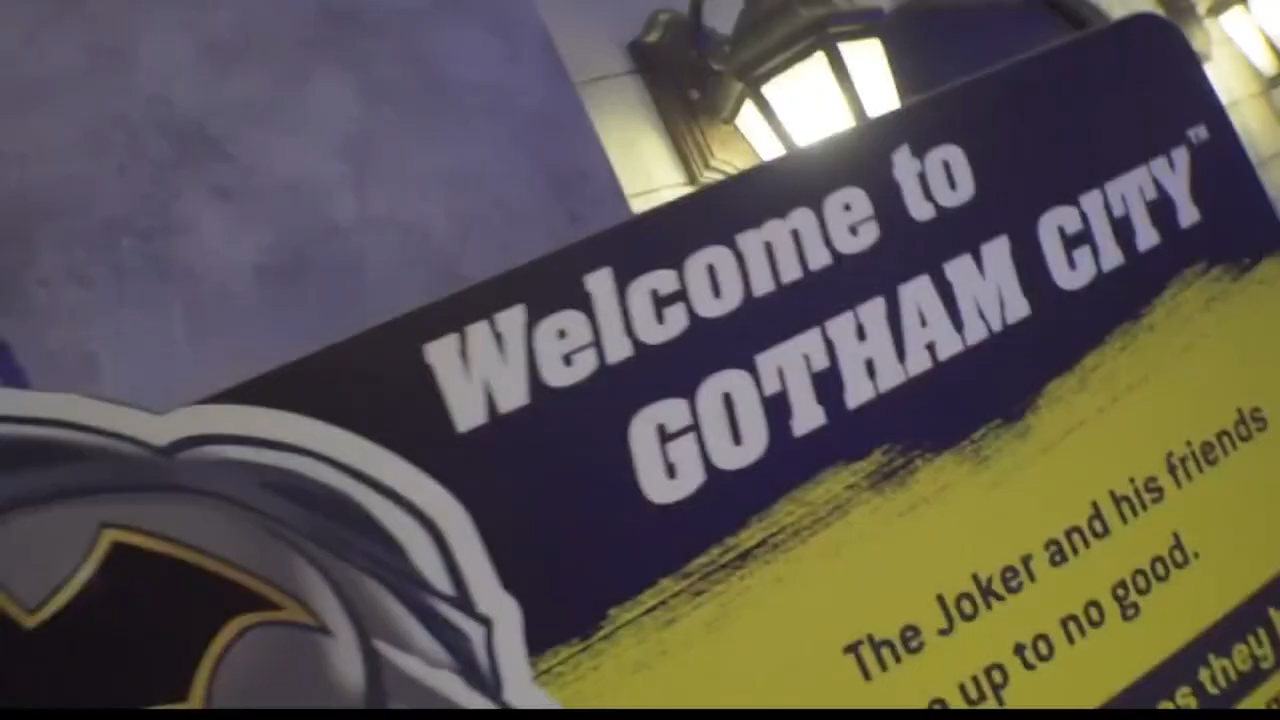 Welcome to
GOTHAM CITY™
The Joker and his friends
up to no good.
they